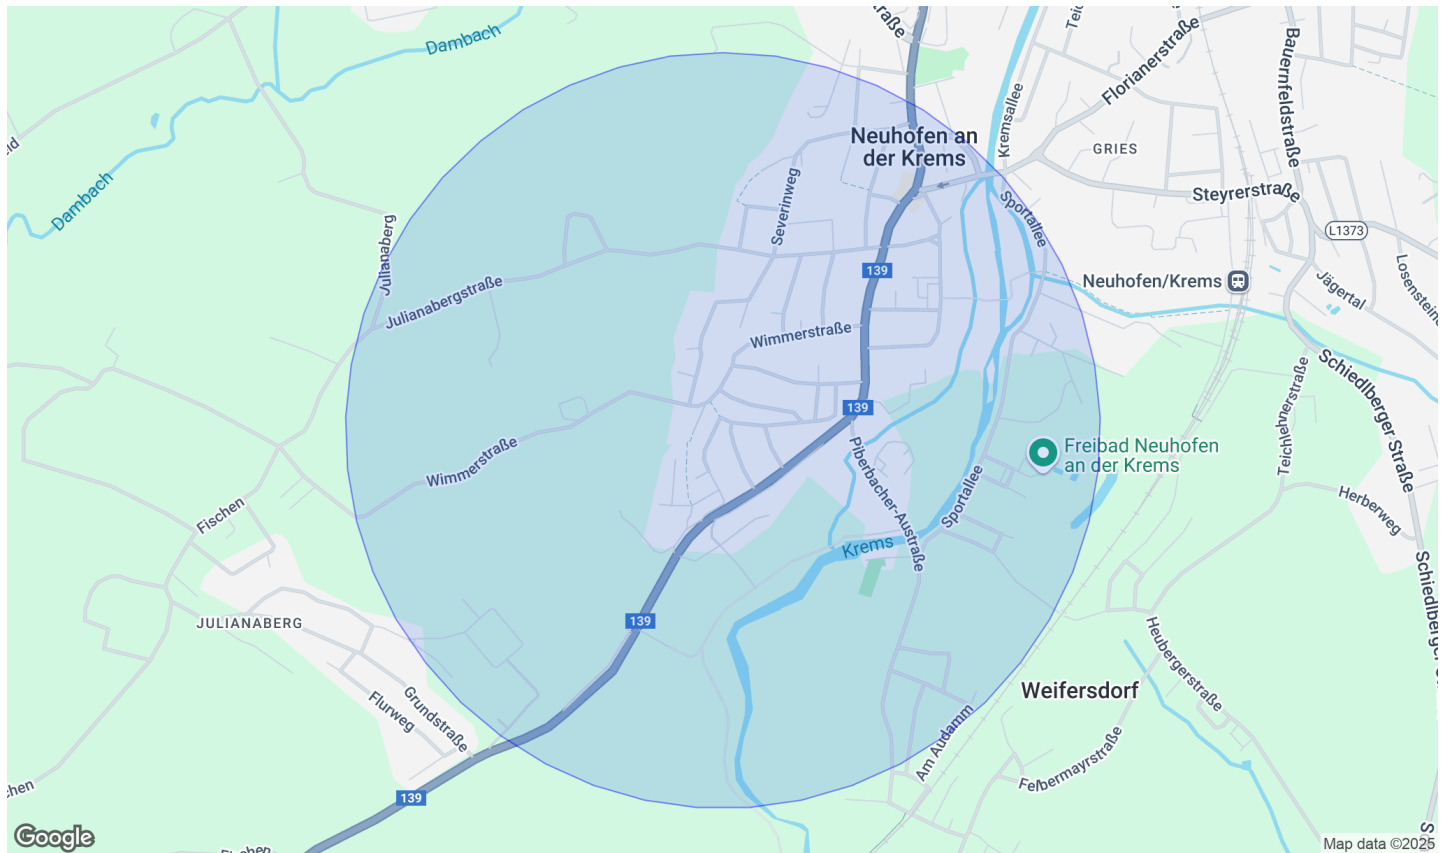 Dambach
Dambach
Neuhofen an
der Krems
Kremsallee
Florianerstraße
Bauernfeldstraße
GRIES
Steyrerstraße
L1373
Sportallee
Severinweg
Julianaberg
Julianabergstraße
139
Neuhofen/Krems
Jägertal
Losensteine
Wimmerstraße
139
Schiedlberger Straße
Teichlehnerstraße
Freibad Neuhofen
an der Krems
Wimmerstraße
Piberbacher-Austraße
Sportallee
Herberweg
Fischen
Krems
Schiedlberger
139
JULIANABERG
Heubergerstraße
Weifersdorf
Grundstraße
Flurweg
Am Audamm
Felbermayrstraße
139
Google
Map data ©2025